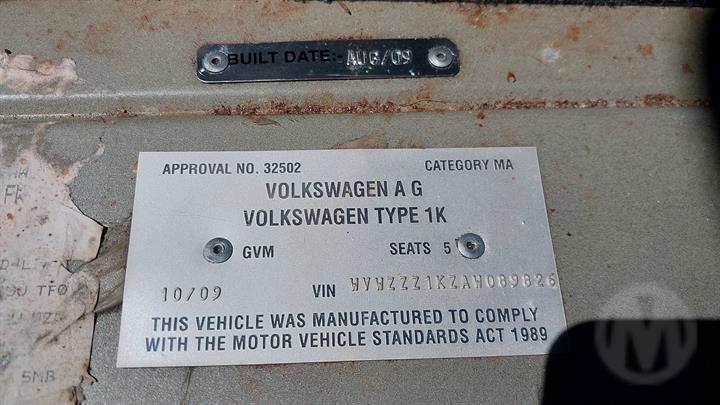 BUILT DATE:- AUG/09
APPROVAL NO. 32502 CATEGORY MA
VOLKSWAGEN A G
VOLKSWAGEN TYPE 1K
GVM SEATS 5
10/09 VIN WVWZZZ1KZAW089826
THIS VEHICLE WAS MANUFACTURED TO COMPLY
WITH THE MOTOR VEHICLE STANDARDS ACT 1989
5MB
M